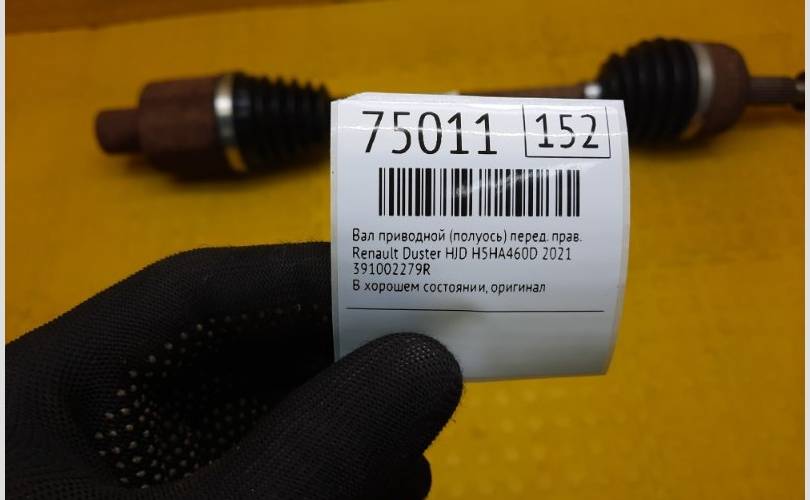 75011 152
Вал приводной (полуось) перед. прав.
Renault Duster HJD H5HA460D 2021
391002279R
В хорошем состоянии, оригинал